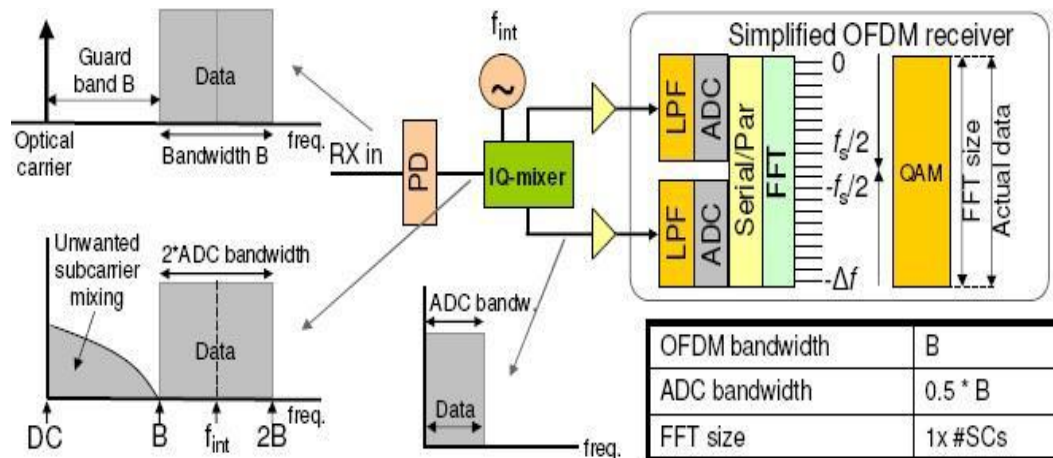 Guard
band B
Data
Optical
carrier
Bandwidth B
freq.
RX in
PD
f_int
~
IQ-mixer
Simplified OFDM receiver
LPF
ADC
LPF
ADC
Serial/Par
FFT
0
f_s/2
-f_s/2
-Δf
QAM
FFT size
Actual data
Unwanted
subcarrier
mixing
2*ADC bandwidth
Data
freq.
DC
B
f_int
2B
ADC bandw.
Data
freq.
OFDM bandwidth B
ADC bandwidth 0.5 * B
FFT size 1x #SCs